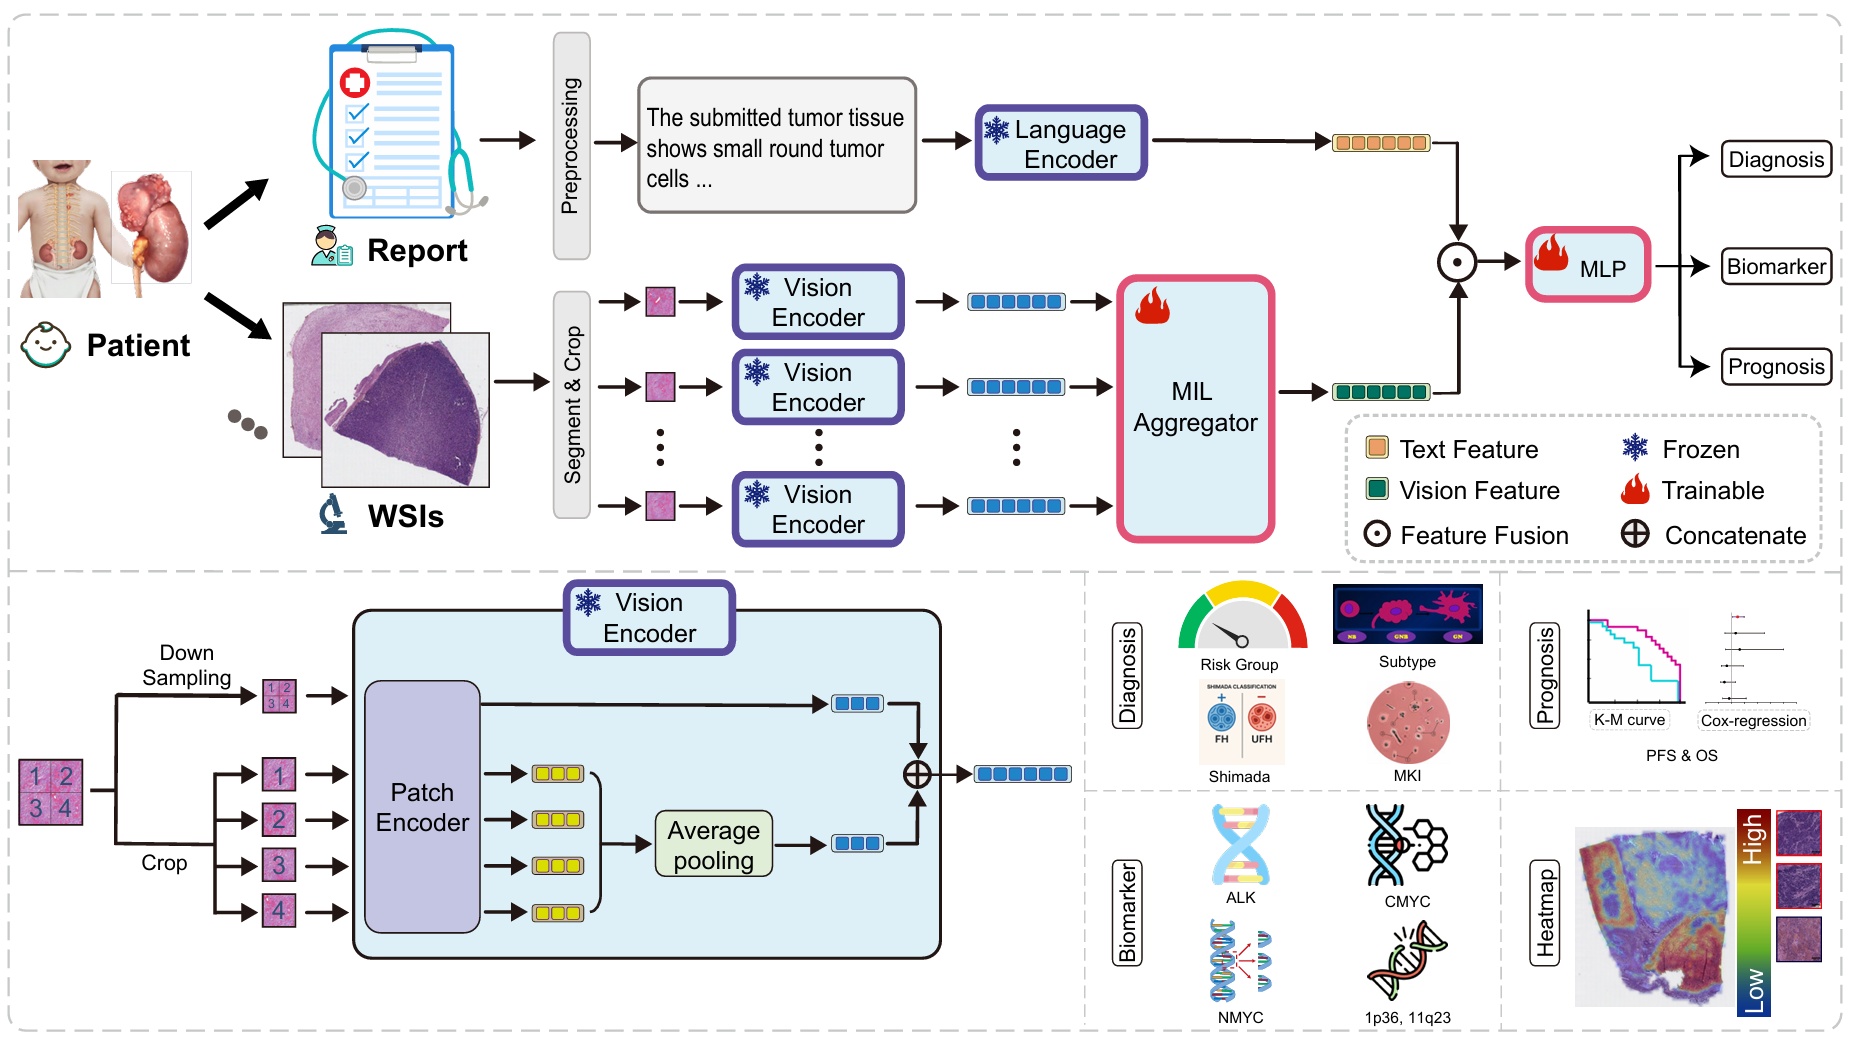 Patient
Report
WSIs
Preprocessing
The submitted tumor tissue
shows small round tumor
cells ...
Language
Encoder
Segment & Crop
Vision
Encoder
Vision
Encoder
Vision
Encoder
MIL
Aggregator
MLP
Diagnosis
Biomarker
Prognosis
Text Feature
Frozen
Vision Feature
Trainable
Feature Fusion
Concatenate
Vision
Encoder
Down
Sampling
1 2
3 4
1 2
3 4
Crop
1
2
3
4
Patch
Encoder
Average
pooling
Diagnosis
Risk Group
NB
GNB
GN
Subtype
SHIMADA CLASSIFICATION
+
−
FH
UFH
Shimada
MKI
Prognosis
K-M curve
Cox-regression
PFS & OS
Biomarker
ALK
CMYC
NMYC
1p36, 11q23
Heatmap
High
Low